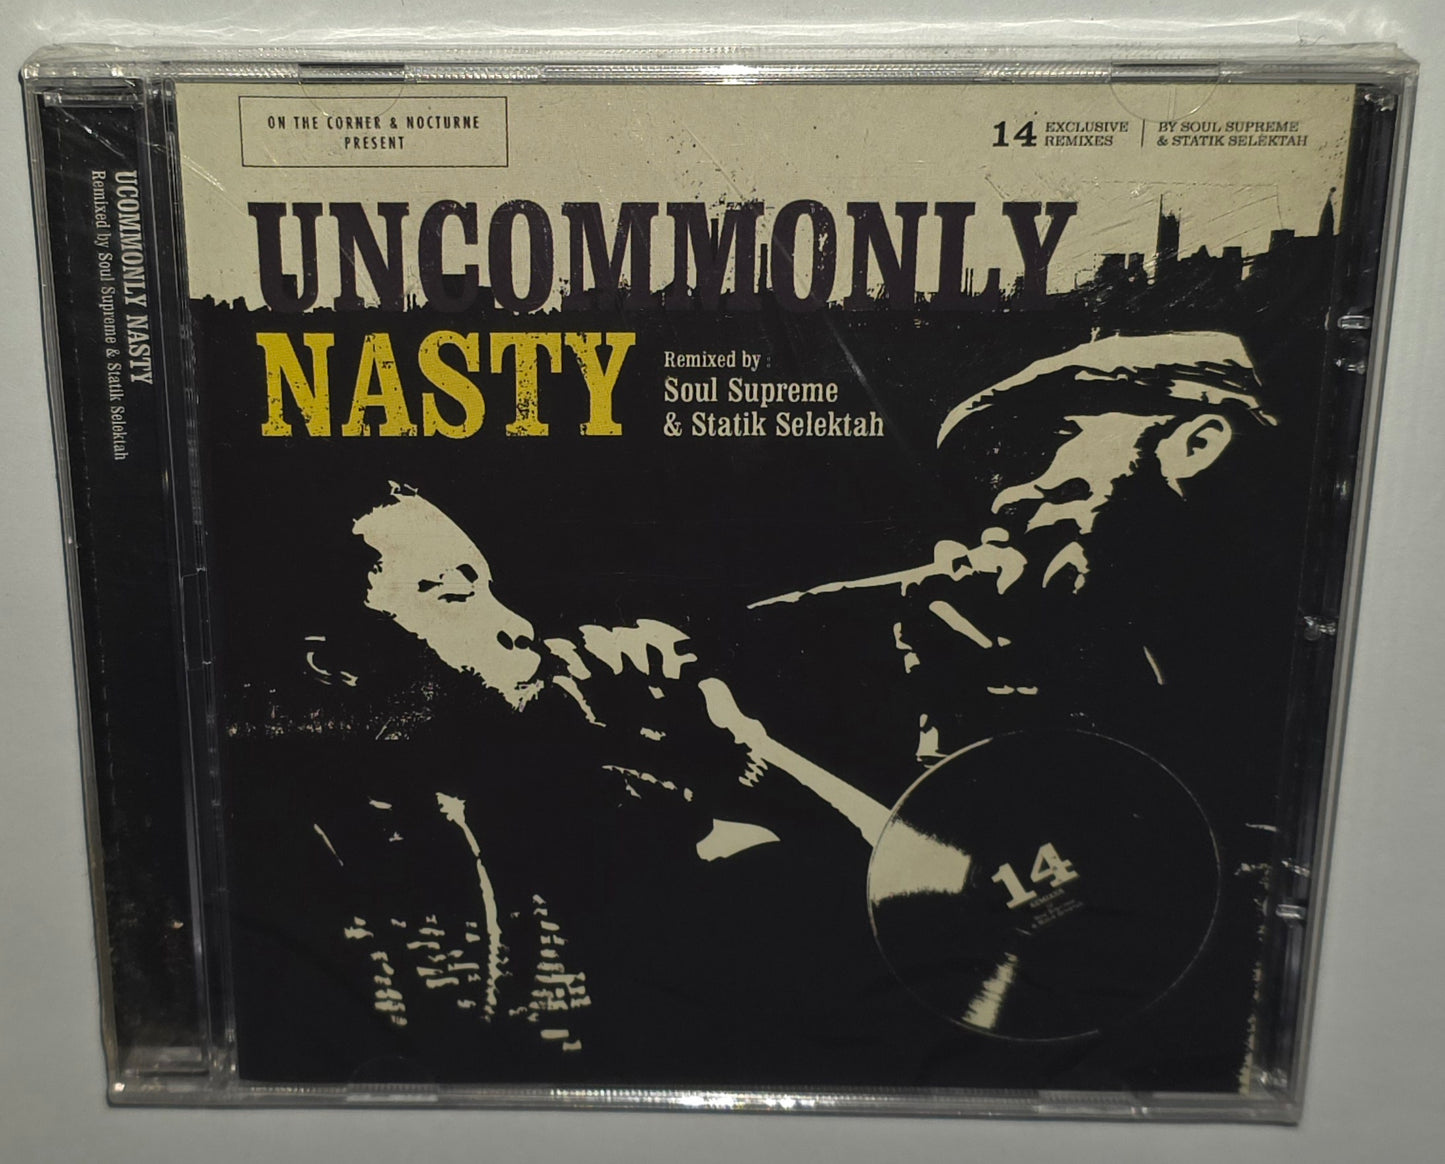 ON THE CORNER & NOCTURNE
PRESENT
14 EXCLUSIVE
REMIXES
BY SOUL SUPREME
& STATIK SELEKTAH
UNCOMMONLY
NASTY
Remixed by :
Soul Supreme
& Statik Selektah
UCOMMONLY NASTY
Remixed by Soul Supreme & Statik Selektah
14
REMIXES